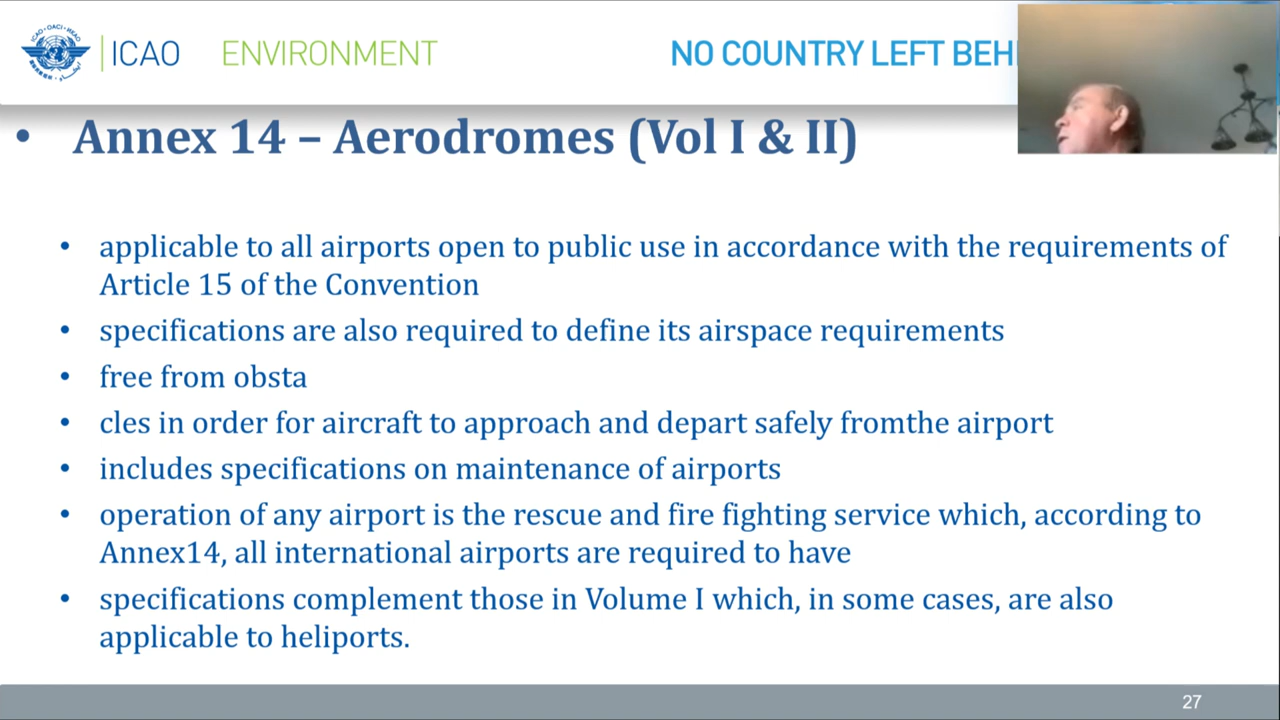 ICAO · OACI · ИКАО
ICAO ENVIRONMENT
NO COUNTRY LEFT BEH
• Annex 14 – Aerodromes (Vol I & II)
• applicable to all airports open to public use in accordance with the requirements of
Article 15 of the Convention
• specifications are also required to define its airspace requirements
• free from obsta
• cles in order for aircraft to approach and depart safely fromthe airport
• includes specifications on maintenance of airports
• operation of any airport is the rescue and fire fighting service which, according to
Annex14, all international airports are required to have
• specifications complement those in Volume I which, in some cases, are also
applicable to heliports.
27